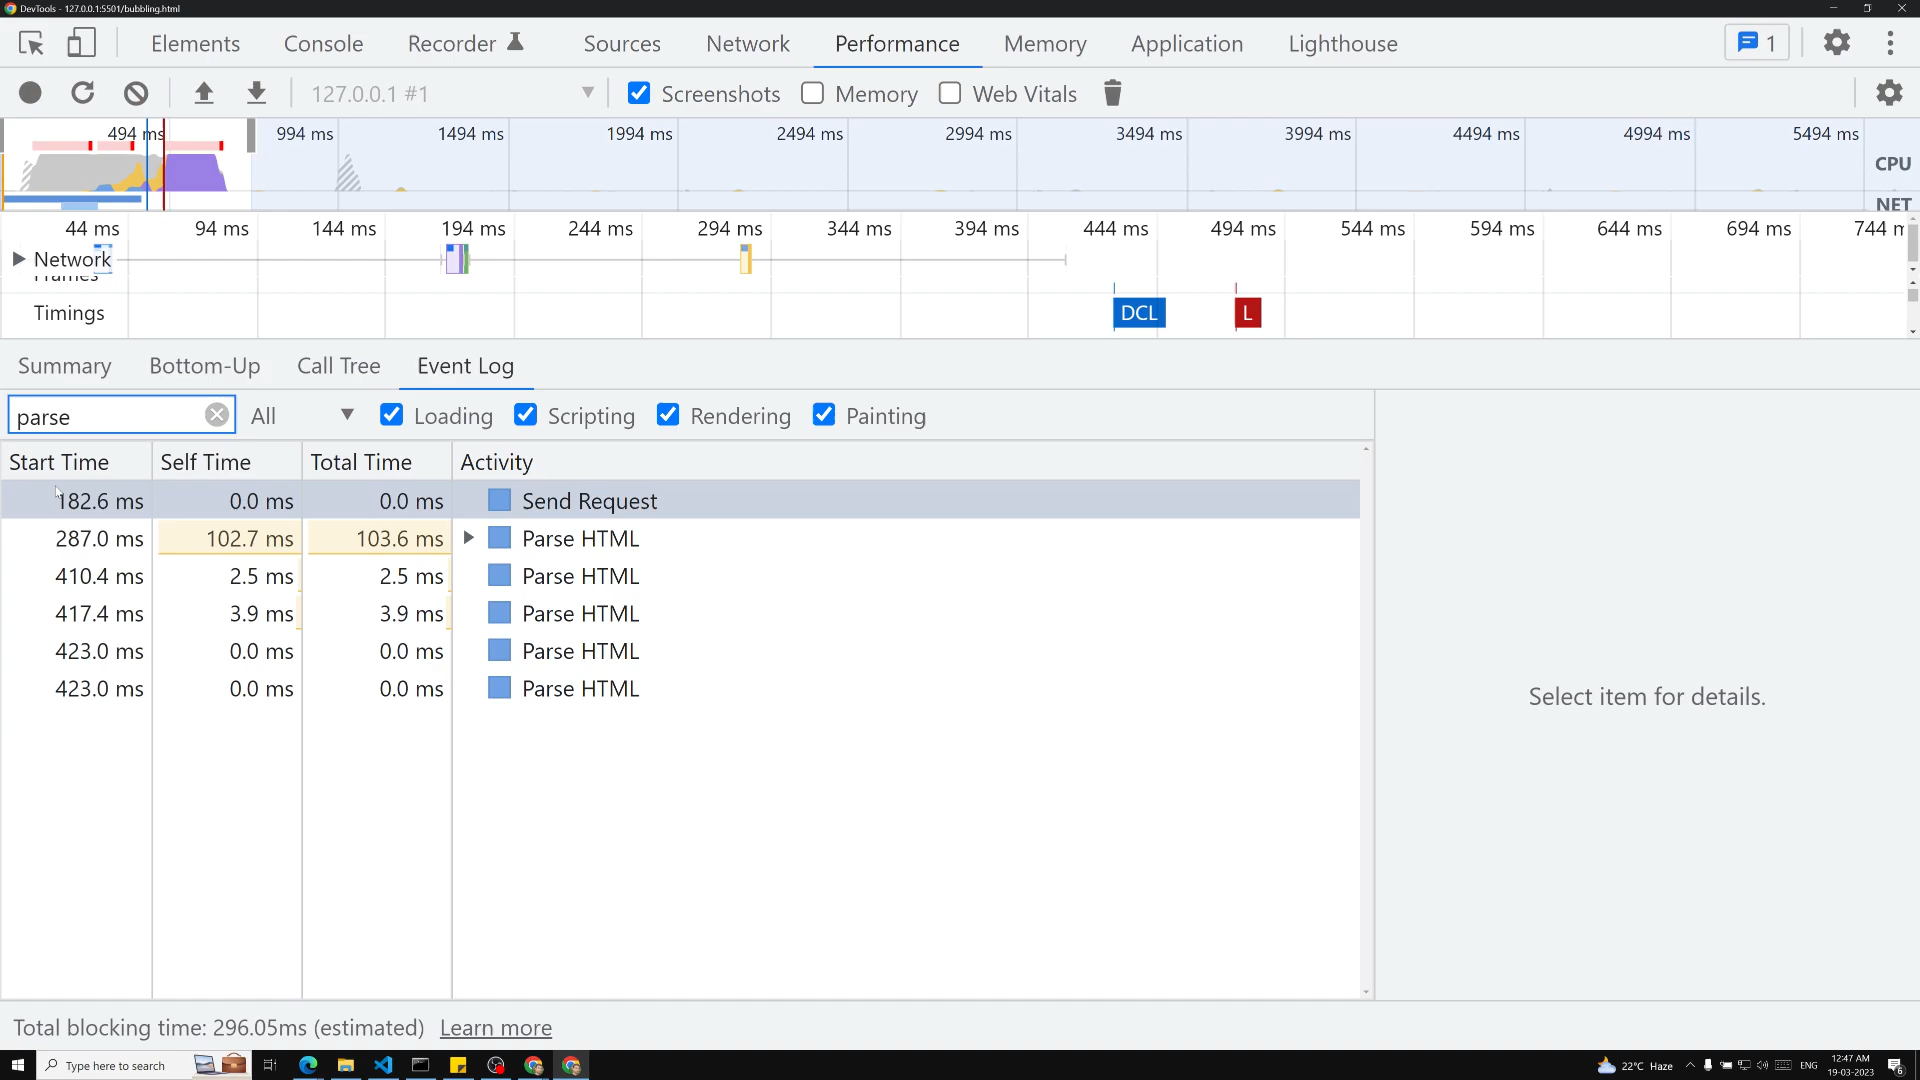 DevTools - 127.0.0.1:5501/bubbling.html
Elements Console Recorder Sources Network Performance Memory Application Lighthouse 1
127.0.0.1 #1 Screenshots Memory Web Vitals
494 ms 994 ms 1494 ms 1994 ms 2494 ms 2994 ms 3494 ms 3994 ms 4494 ms 4994 ms 5494 ms
CPU
NET
44 ms 94 ms 144 ms 194 ms 244 ms 294 ms 344 ms 394 ms 444 ms 494 ms 544 ms 594 ms 644 ms 694 ms 744 m
Network
Frames
Timings DCL L
Summary Bottom-Up Call Tree Event Log
parse All Loading Scripting Rendering Painting
Start Time Self Time Total Time Activity
182.6 ms 0.0 ms 0.0 ms Send Request
287.0 ms 102.7 ms 103.6 ms Parse HTML
410.4 ms 2.5 ms 2.5 ms Parse HTML
417.4 ms 3.9 ms 3.9 ms Parse HTML
423.0 ms 0.0 ms 0.0 ms Parse HTML
423.0 ms 0.0 ms 0.0 ms Parse HTML
Select item for details.
Total blocking time: 296.05ms (estimated) Learn more
Type here to search 22°C Haze ENG 12:47 AM
19-03-2023 6